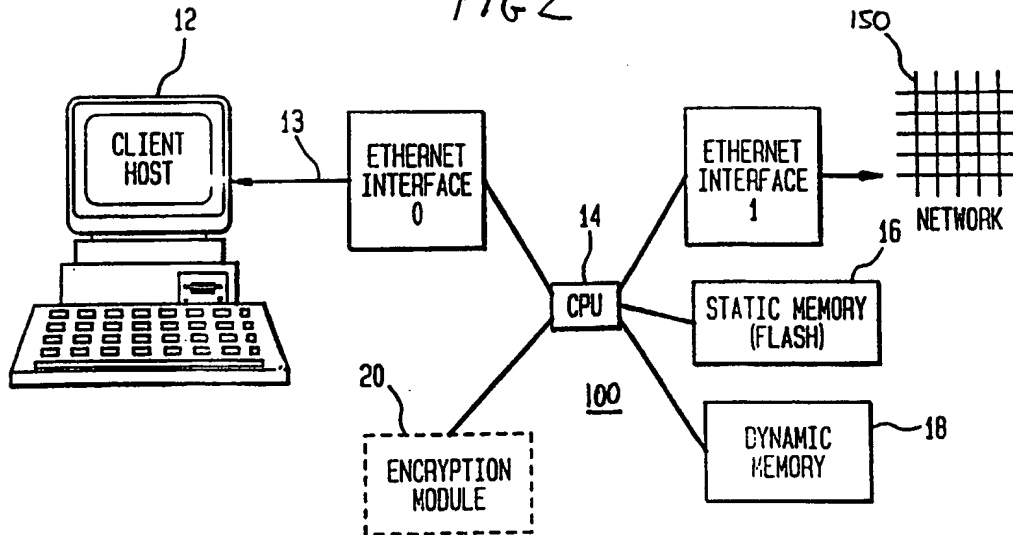 FIG 2
12
150
CLIENT
HOST
13
ETHERNET
INTERFACE
0
ETHERNET
INTERFACE
1
NETWORK
14
16
CPU
STATIC MEMORY
(FLASH)
20
100
18
ENCRYPTION
MODULE
DYNAMIC
MEMORY